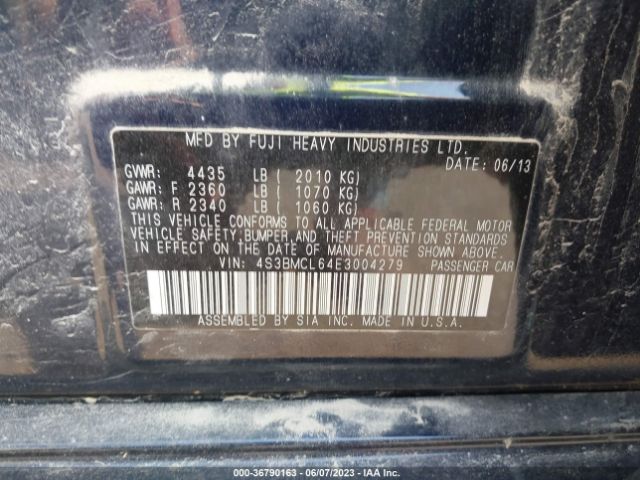 MFD BY FUJI HEAVY INDUSTRIES LTD.
DATE: 06/13
GVWR: 4435 LB ( 2010 KG)
GAWR: F 2360 LB ( 1070 KG)
GAWR: R 2340 LB ( 1060 KG)
THIS VEHICLE CONFORMS TO ALL APPLICABLE FEDERAL MOTOR
VEHICLE SAFETY,BUMPER,AND THEFT PREVENTION STANDARDS
IN EFFECT ON THE DATE OF MANUFACTURE SHOWN ABOVE.
VIN: 4S3BMCL64E3004279 PASSENGER CAR
ASSEMBLED BY SIA INC. MADE IN U.S.A.
000-36790163 - 06/07/2023 - IAA Inc.